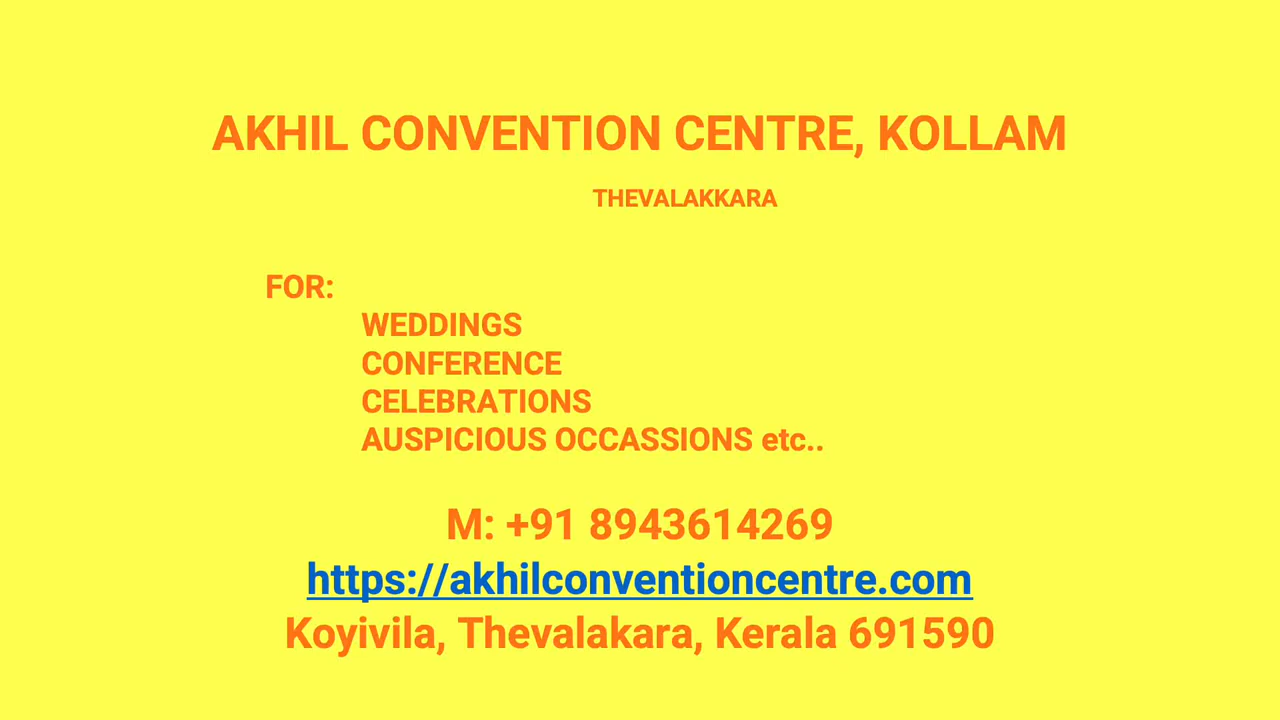 AKHIL CONVENTION CENTRE, KOLLAM
THEVALAKKARA
FOR:
WEDDINGS
CONFERENCE
CELEBRATIONS
AUSPICIOUS OCCASSIONS etc..
M: +91 8943614269
https://akhilconventioncentre.com
Koyivila, Thevalakara, Kerala 691590